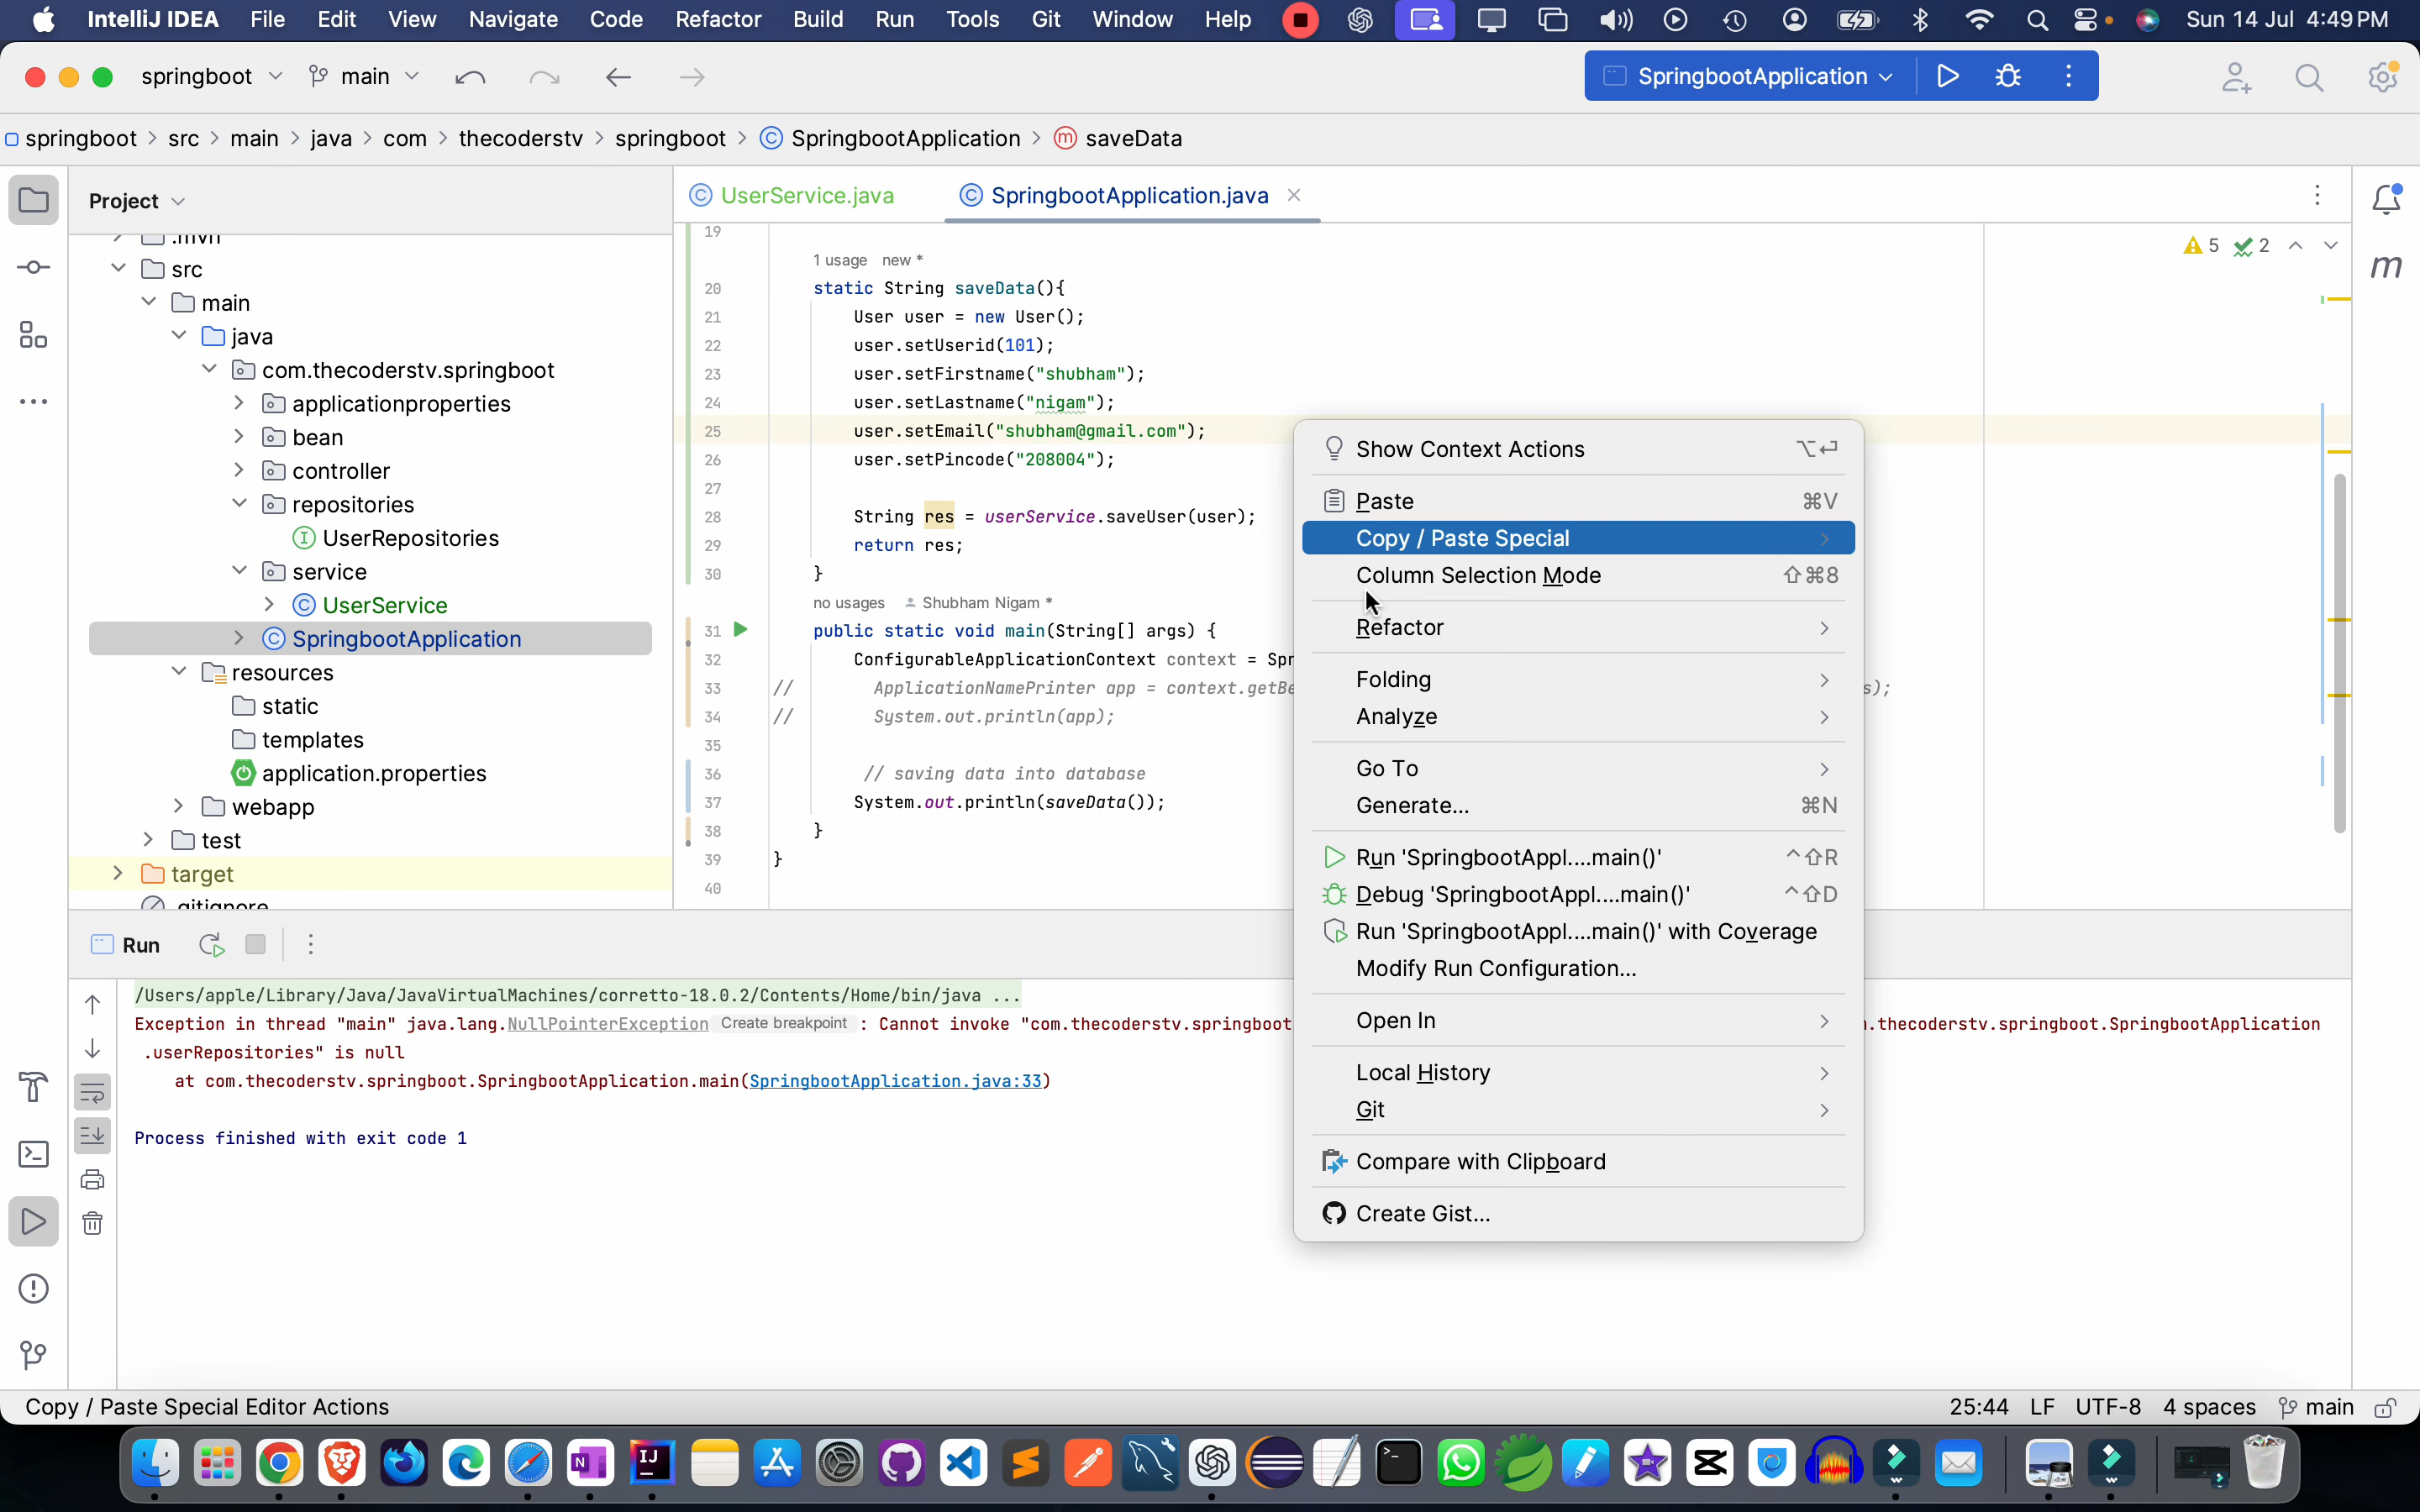 IntelliJ IDEA File Edit View Navigate Code Refactor Build Run Tools Git Window Help Sun 14 Jul 4:49 PM
springboot main SpringbootApplication
springboot > src > main > java > com > thecoderstv > springboot > SpringbootApplication > saveData
Project
.mvn
src
main
java
com.thecoderstv.springboot
applicationproperties
bean
controller
repositories
UserRepositories
service
UserService
SpringbootApplication
resources
static
templates
application.properties
webapp
test
target
.gitignore
UserService.java SpringbootApplication.java
5 2
19
1 usage new *
20 static String saveData(){
21 User user = new User();
22 user.setUserid(101);
23 user.setFirstname("shubham");
24 user.setLastname("nigam");
25 user.setEmail("shubham@gmail.com");
26 user.setPincode("208004");
27
28 String res = userService.saveUser(user);
29 return res;
30 }
no usages Shubham Nigam *
31 public static void main(String[] args) {
32 ConfigurableApplicationContext context = Spr
33 // ApplicationNamePrinter app = context.getBe s);
34 // System.out.println(app);
35
36 // saving data into database
37 System.out.println(saveData());
38 }
39 }
40
Show Context Actions ⌥↩
Paste ⌘V
Copy / Paste Special
Column Selection Mode ⇧⌘8
Refactor
Folding
Analyze
Go To
Generate... ⌘N
Run 'SpringbootAppl....main()' ^⇧R
Debug 'SpringbootAppl....main()' ^⇧D
Run 'SpringbootAppl....main()' with Coverage
Modify Run Configuration...
Open In
Local History
Git
Compare with Clipboard
Create Gist...
m
Run
/Users/apple/Library/Java/JavaVirtualMachines/corretto-18.0.2/Contents/Home/bin/java ...
Exception in thread "main" java.lang.NullPointerException Create breakpoint : Cannot invoke "com.thecoderstv.springboot .thecoderstv.springboot.SpringbootApplication
.userRepositories" is null
at com.thecoderstv.springboot.SpringbootApplication.main(SpringbootApplication.java:33)
Process finished with exit code 1
Copy / Paste Special Editor Actions 25:44 LF UTF-8 4 spaces main